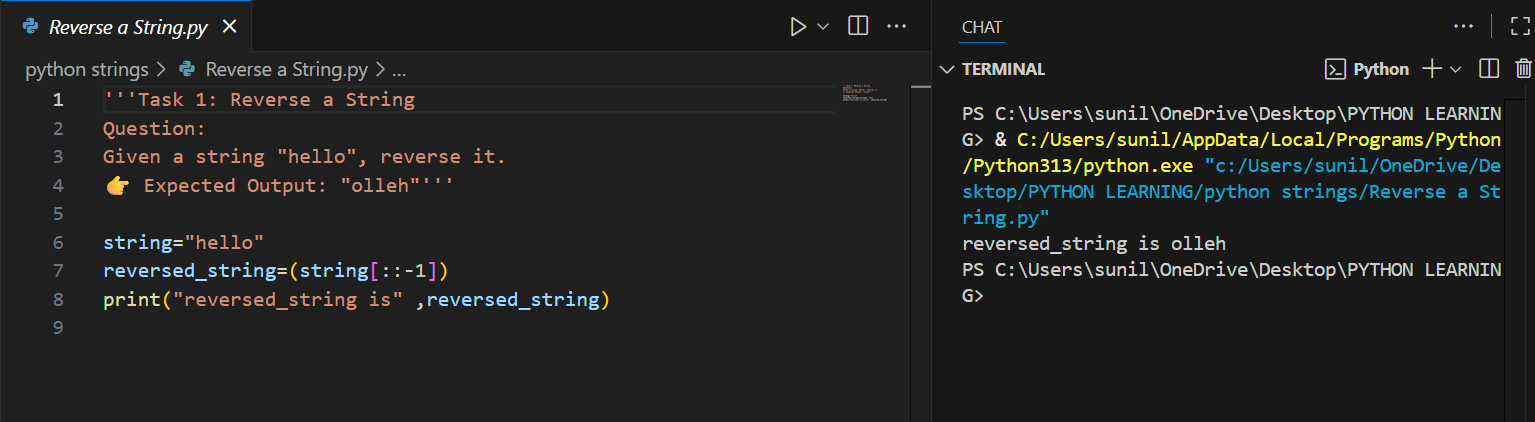 Reverse a String.py
python strings > Reverse a String.py > ...
1 '''Task 1: Reverse a String
2 Question:
3 Given a string "hello", reverse it.
4 👉 Expected Output: "olleh"'''
5
6 string="hello"
7 reversed_string=(string[::-1])
8 print("reversed_string is" ,reversed_string)
9
CHAT
TERMINAL
Python
PS C:\Users\sunil\OneDrive\Desktop\PYTHON LEARNIN
G> & C:/Users/sunil/AppData/Local/Programs/Python
/Python313/python.exe "c:/Users/sunil/OneDrive/De
sktop/PYTHON LEARNING/python strings/Reverse a St
ring.py"
reversed_string is olleh
PS C:\Users\sunil\OneDrive\Desktop\PYTHON LEARNIN
G>